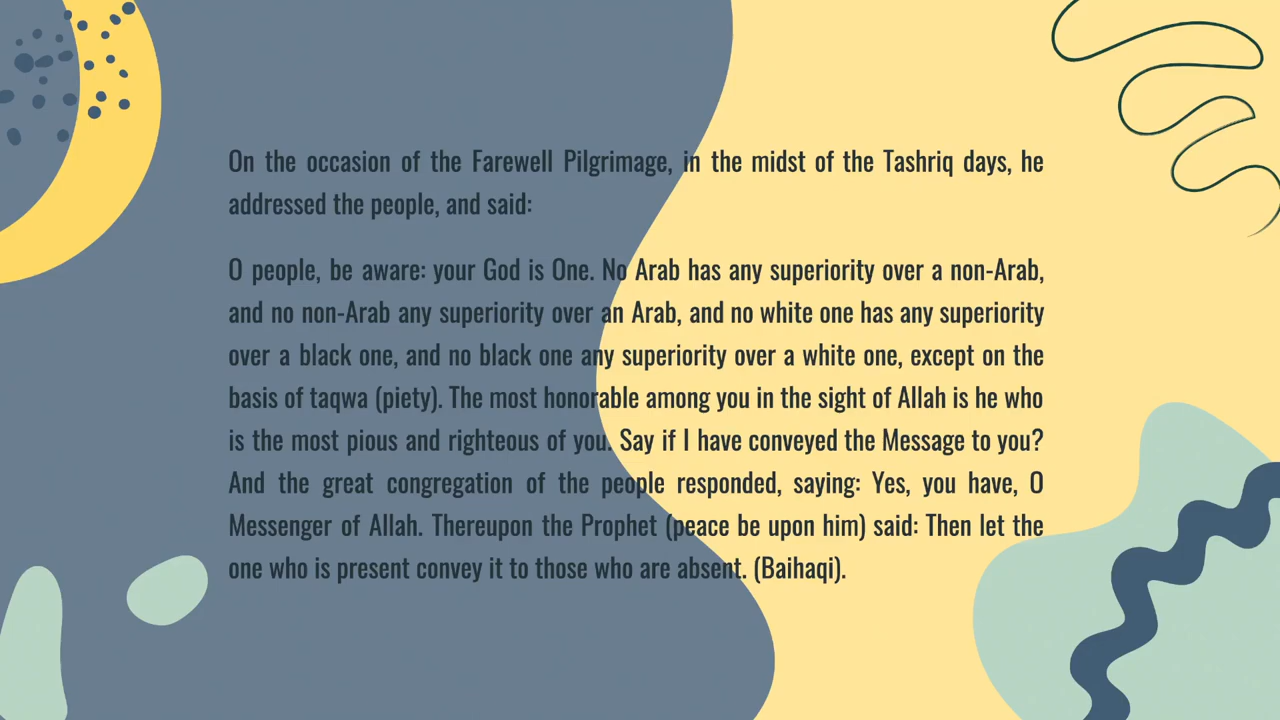 On the occasion of the Farewell Pilgrimage, in the midst of the Tashriq days, he
addressed the people, and said:
O people, be aware: your God is One. No Arab has any superiority over a non-Arab,
and no non-Arab any superiority over an Arab, and no white one has any superiority
over a black one, and no black one any superiority over a white one, except on the
basis of taqwa (piety). The most honorable among you in the sight of Allah is he who
is the most pious and righteous of you. Say if I have conveyed the Message to you?
And the great congregation of the people responded, saying: Yes, you have, O
Messenger of Allah. Thereupon the Prophet (peace be upon him) said: Then let the
one who is present convey it to those who are absent. (Baihaqi).